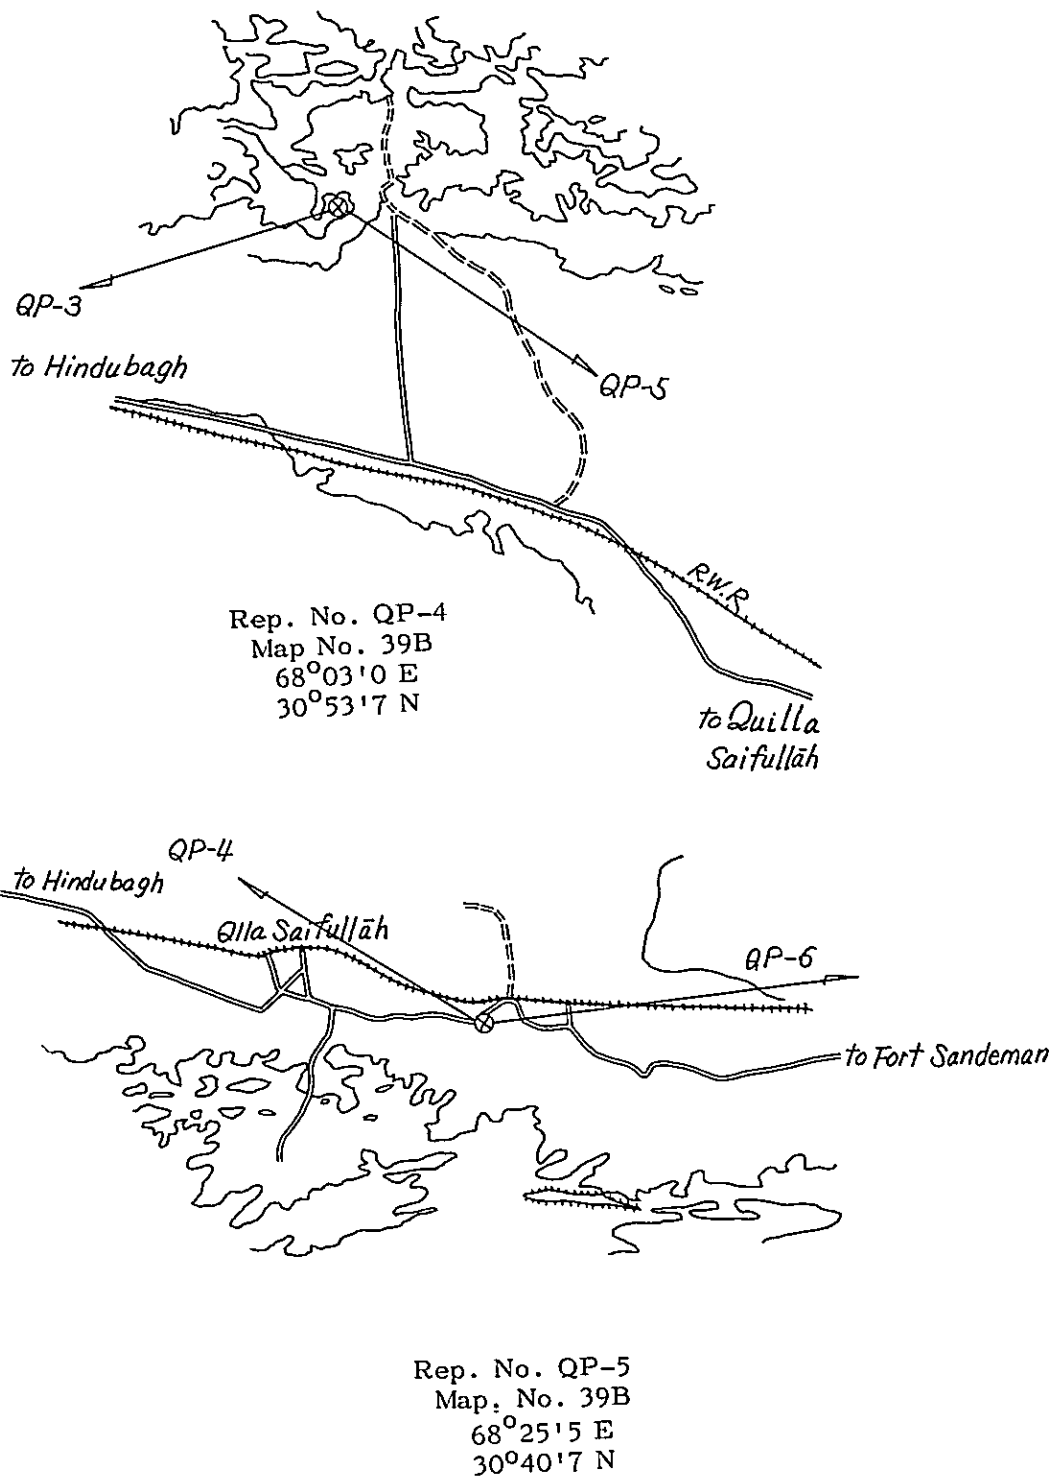 QP-3
to Hindubagh
QP-5
R.W.R
Rep. No. QP-4
Map No. 39B
68°03'0 E
30°53'7 N
to Quilla
Saifullāh
QP-4
to Hindubagh
Qlla Saifullāh
QP-6
to Fort Sandeman
Rep. No. QP-5
Map. No. 39B
68°25'5 E
30°40'7 N